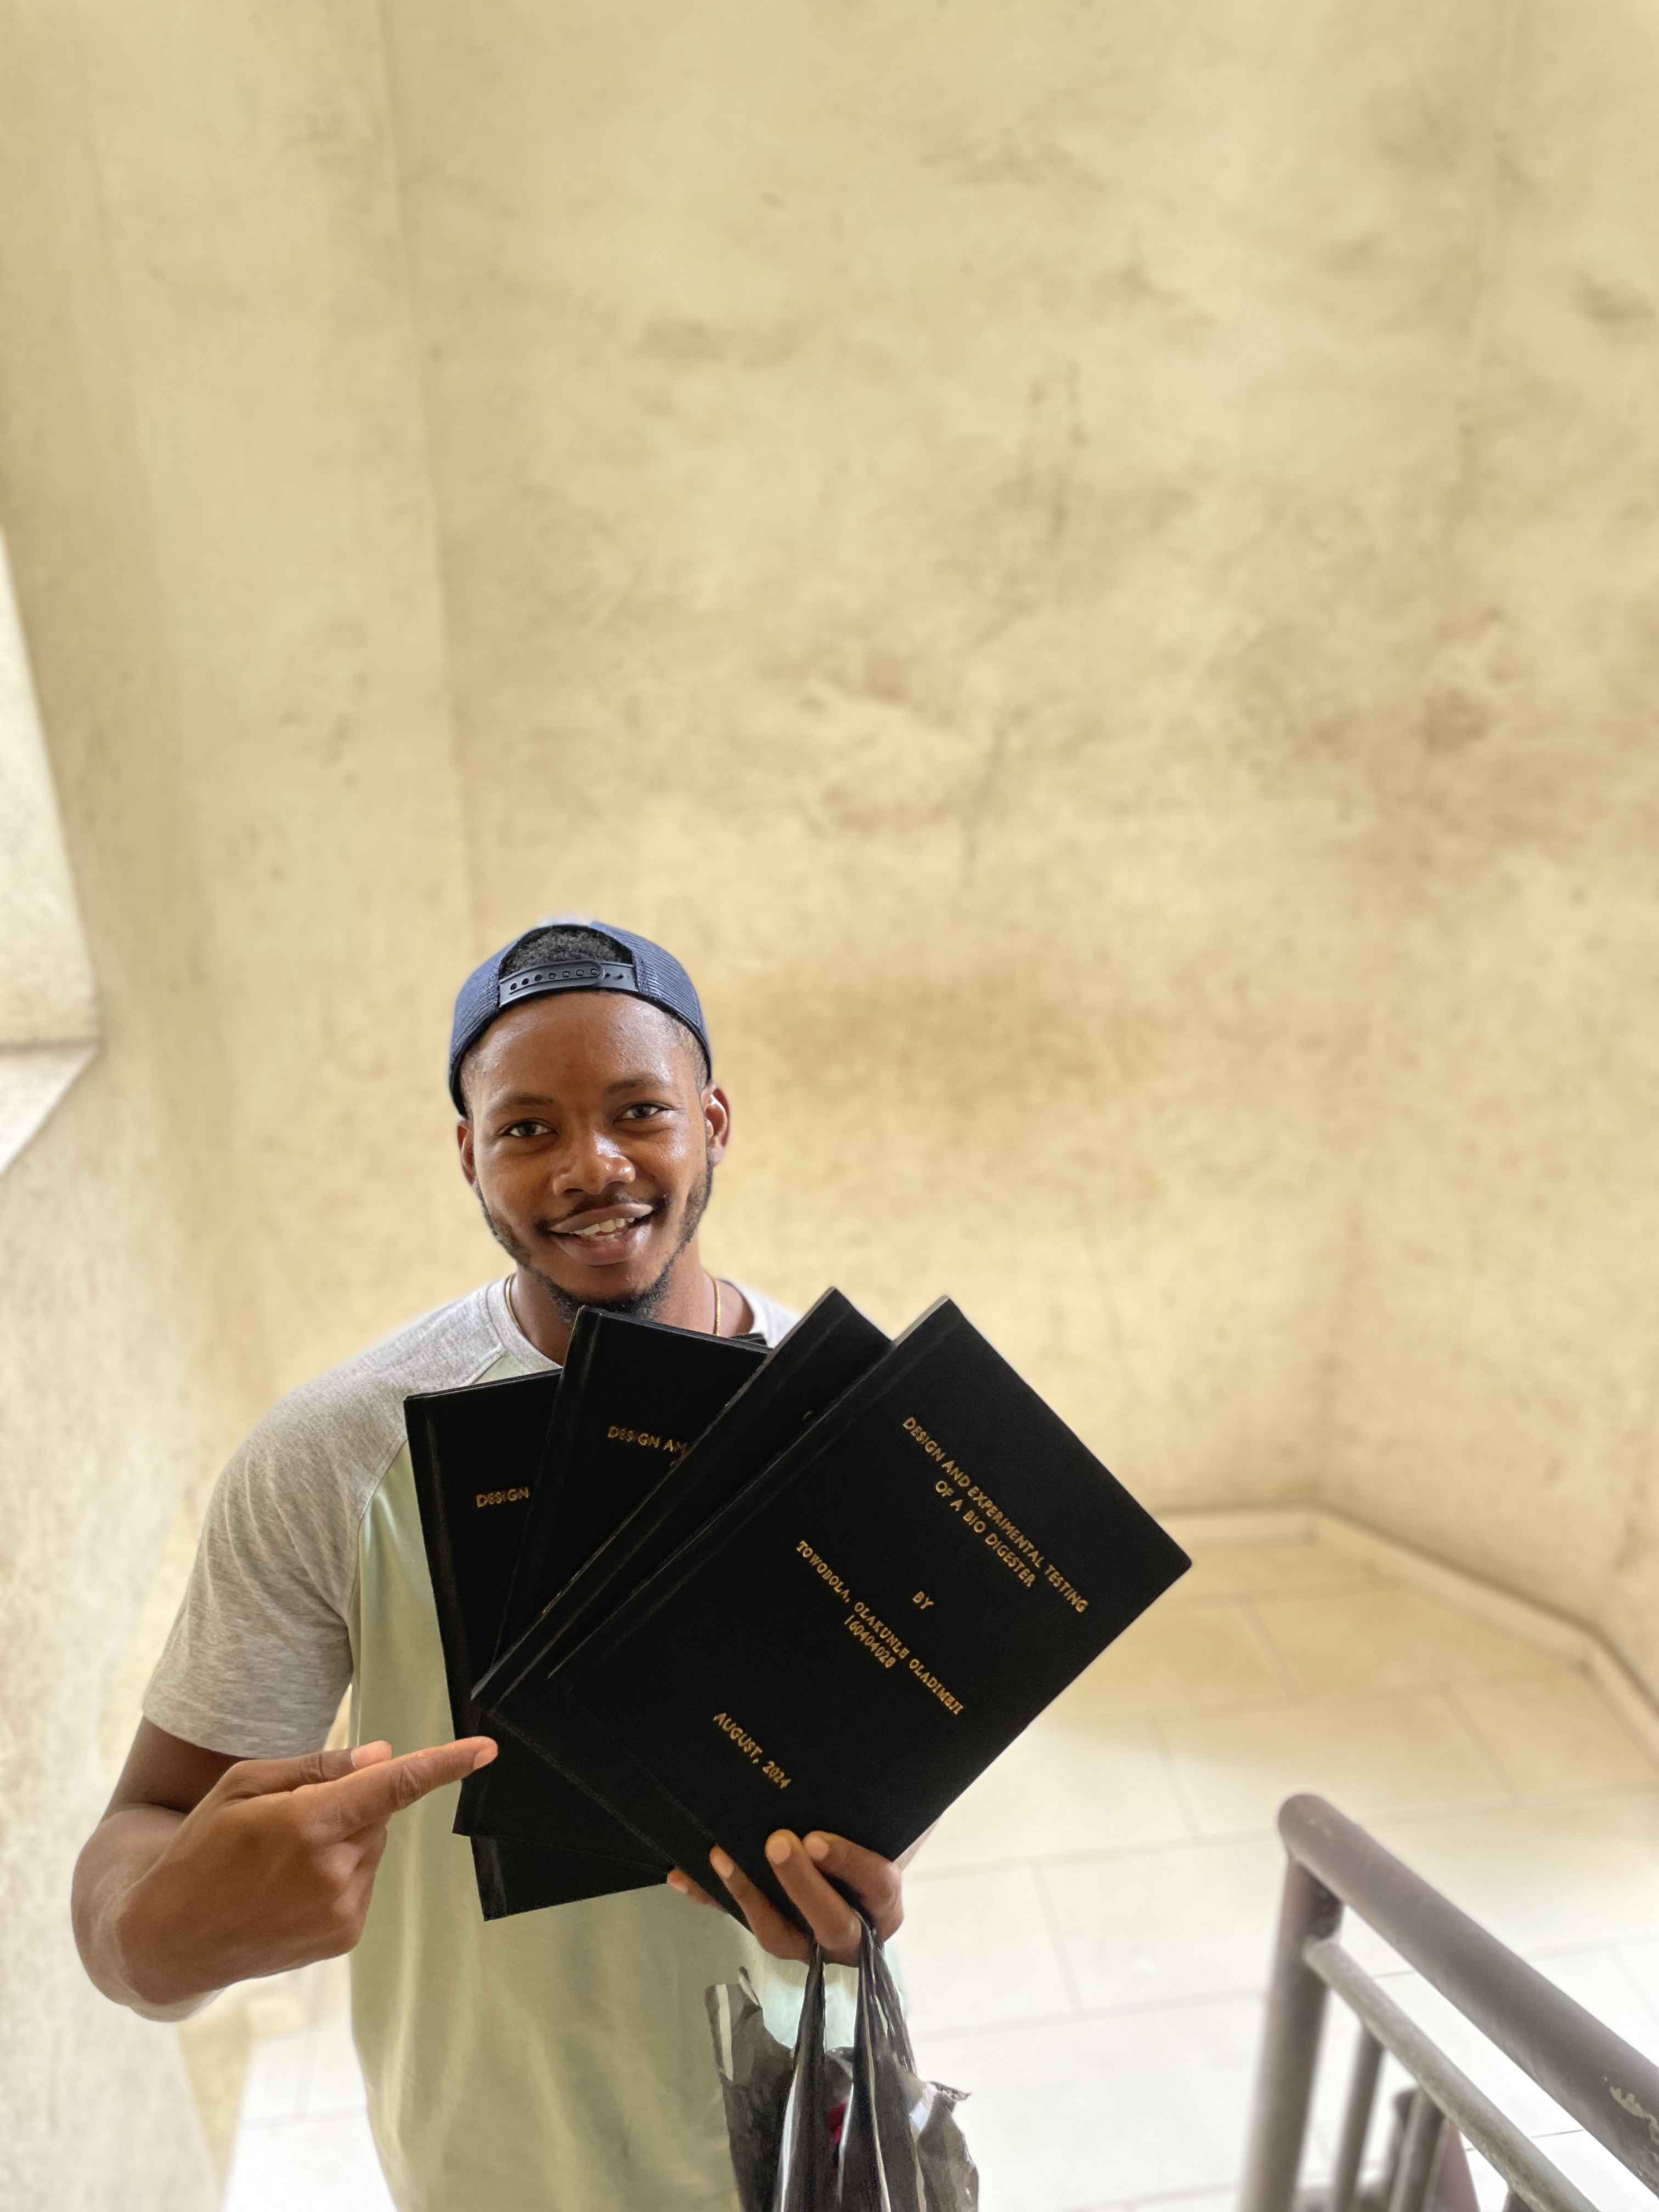 DESIGN
DESIGN AN
DESIGN AND EXPERIMENTAL TESTING
OF A BIO DIGESTER
BY
TOWOBOLA, OLAKUNLE OLADIMEJI
160404028
AUGUST, 2024